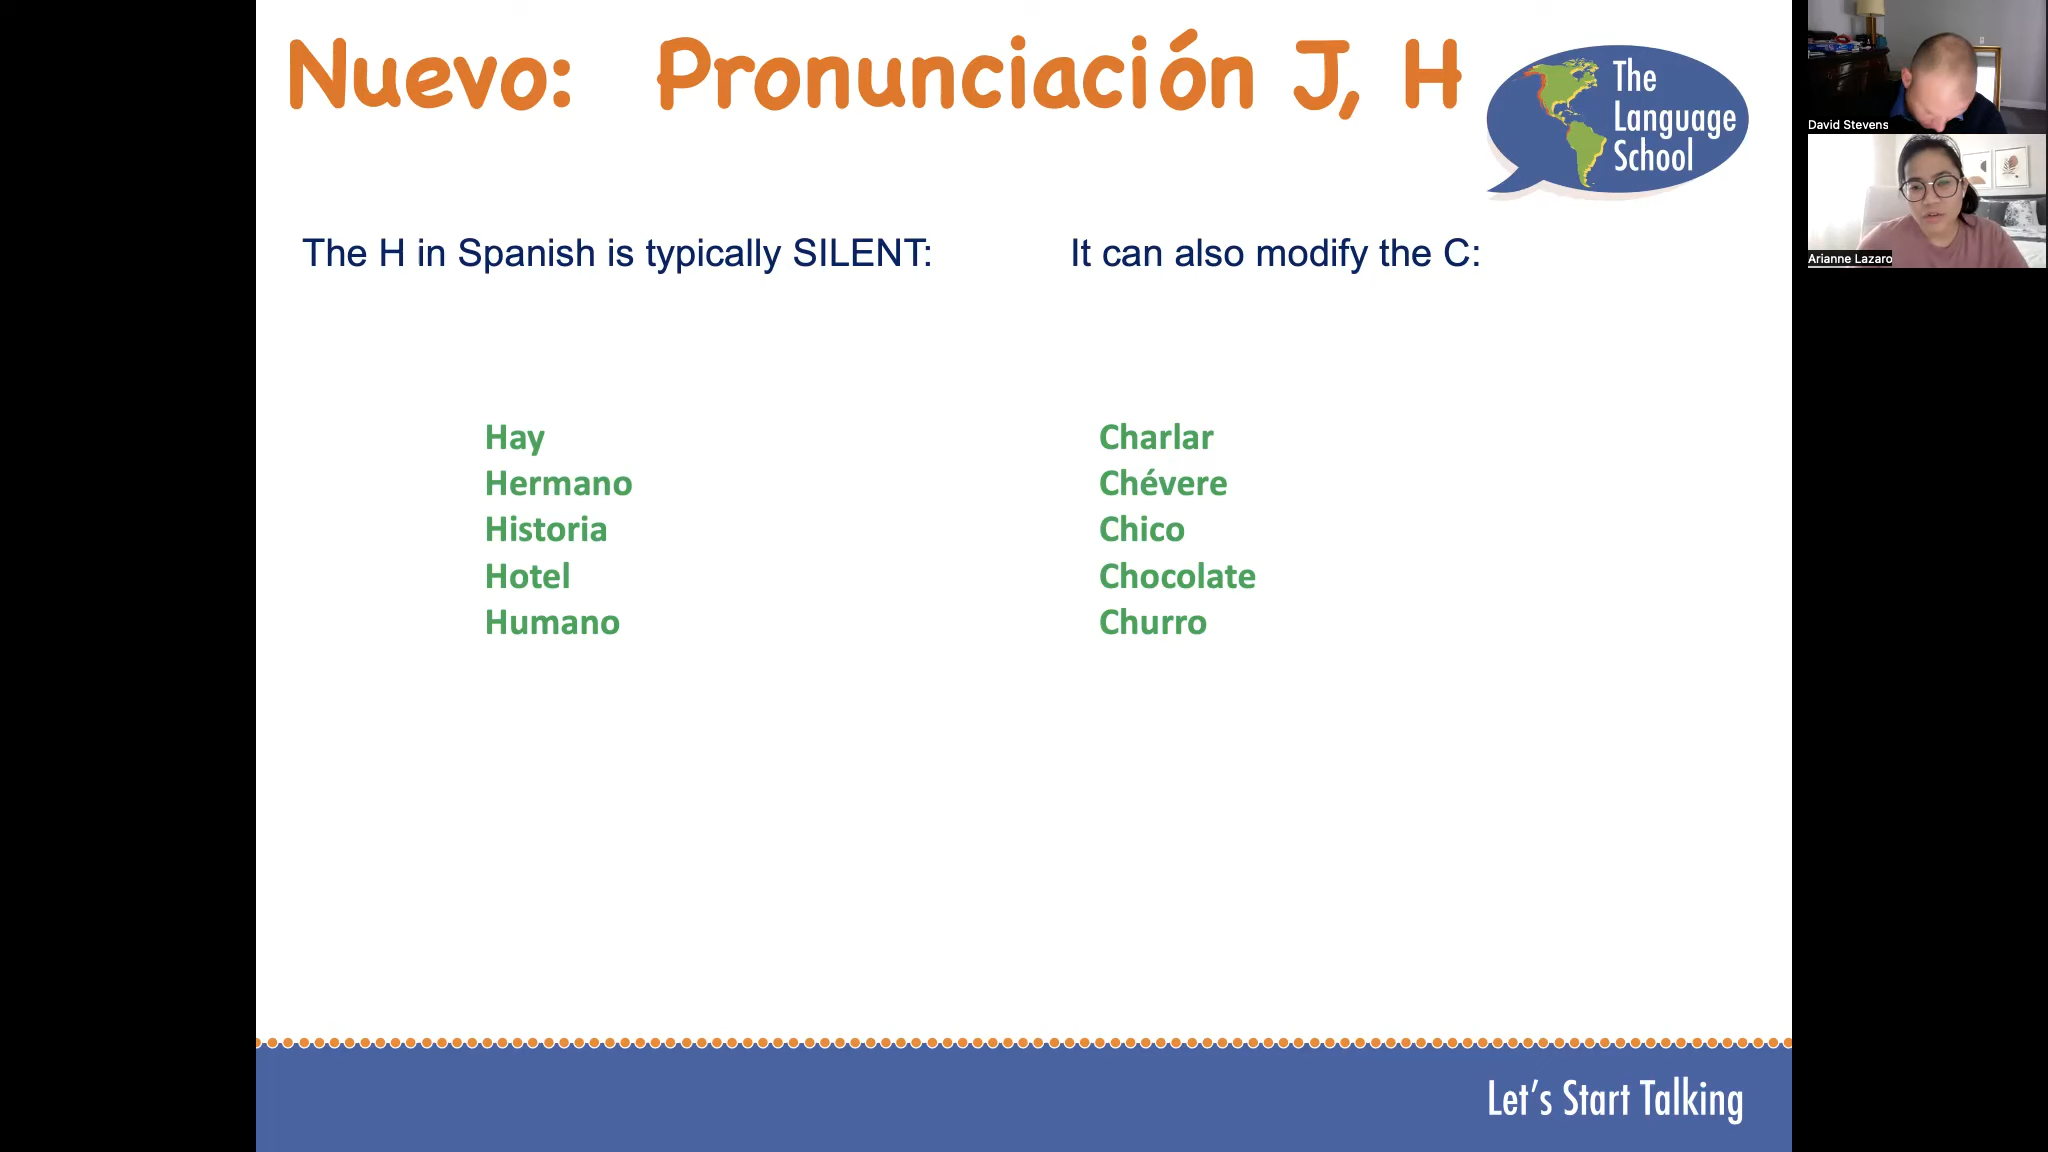 Nuevo: Pronunciación J, H
The
Language
School
The H in Spanish is typically SILENT:
It can also modify the C:
Hay
Hermano
Historia
Hotel
Humano
Charlar
Chévere
Chico
Chocolate
Churro
Let's Start Talking
David Stevens
Arianne Lazaro